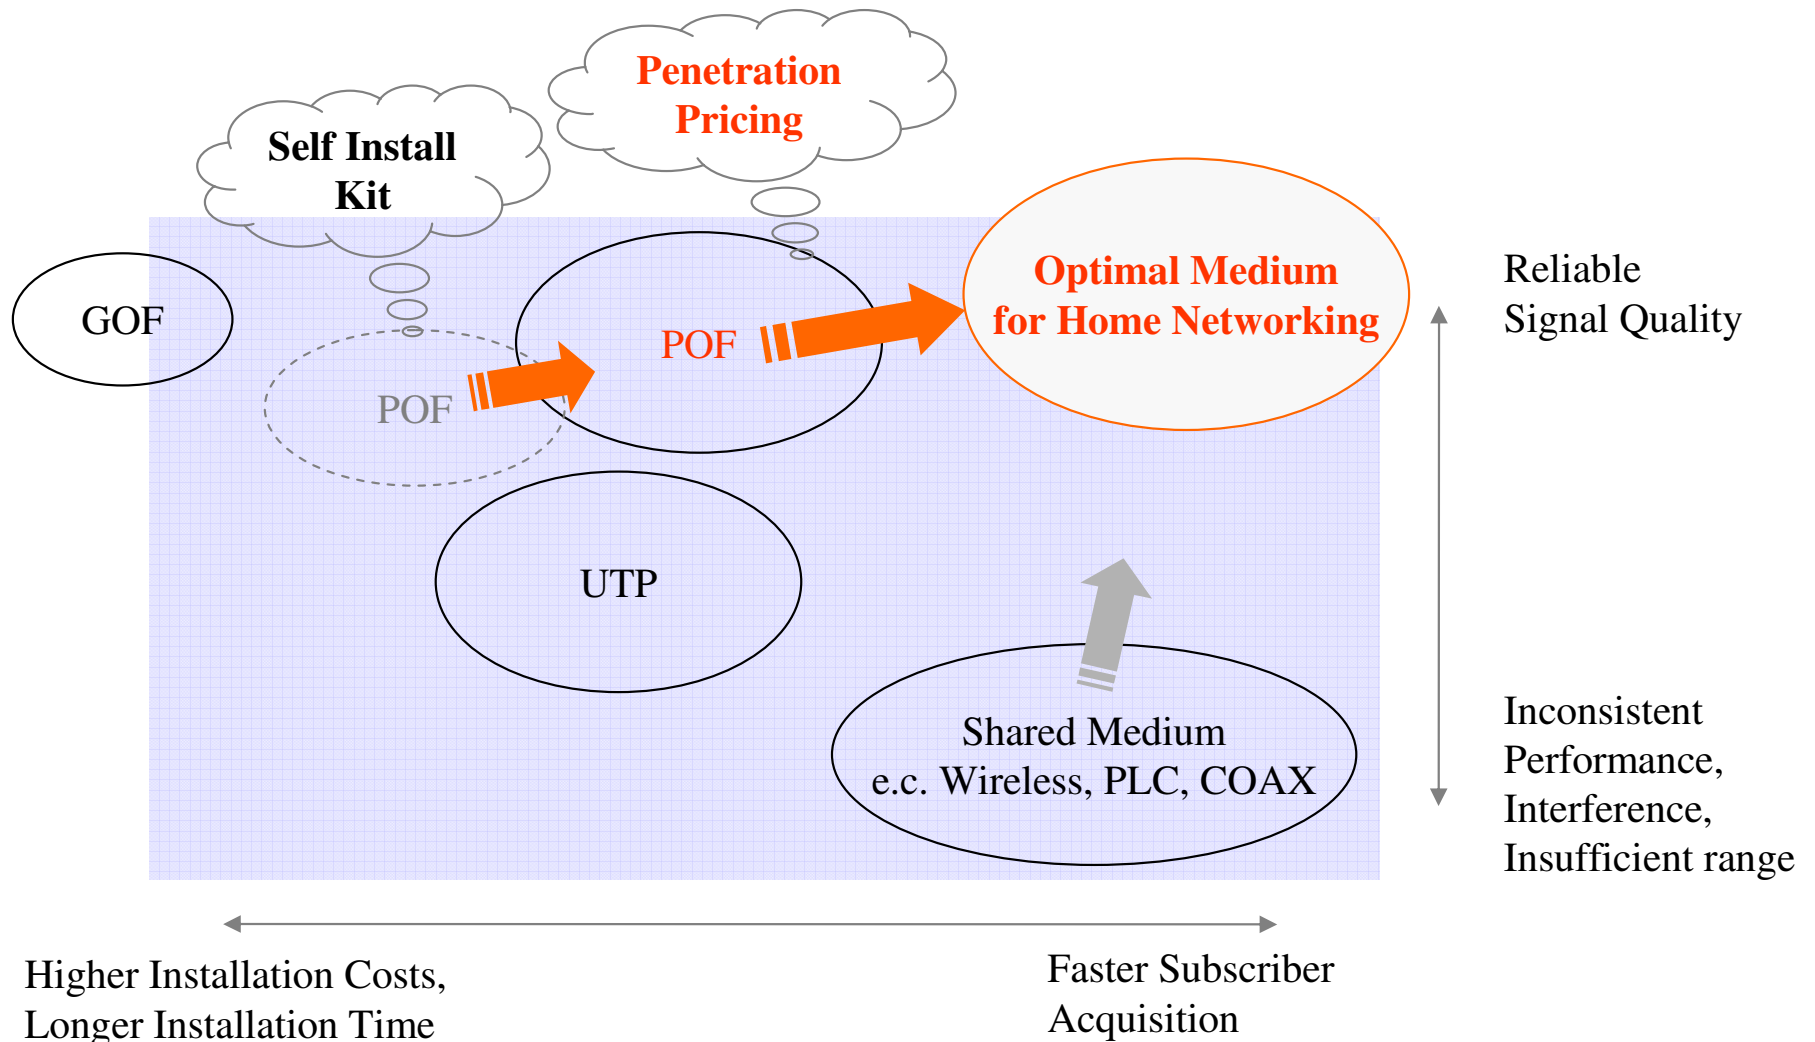 Penetration
Pricing
Self Install
Kit
Optimal Medium
for Home Networking
Reliable
Signal Quality
GOF
POF
POF
UTP
Shared Medium
e.c. Wireless, PLC, COAX
Inconsistent
Performance,
Interference,
Insufficient range
Higher Installation Costs,
Longer Installation Time
Faster Subscriber
Acquisition